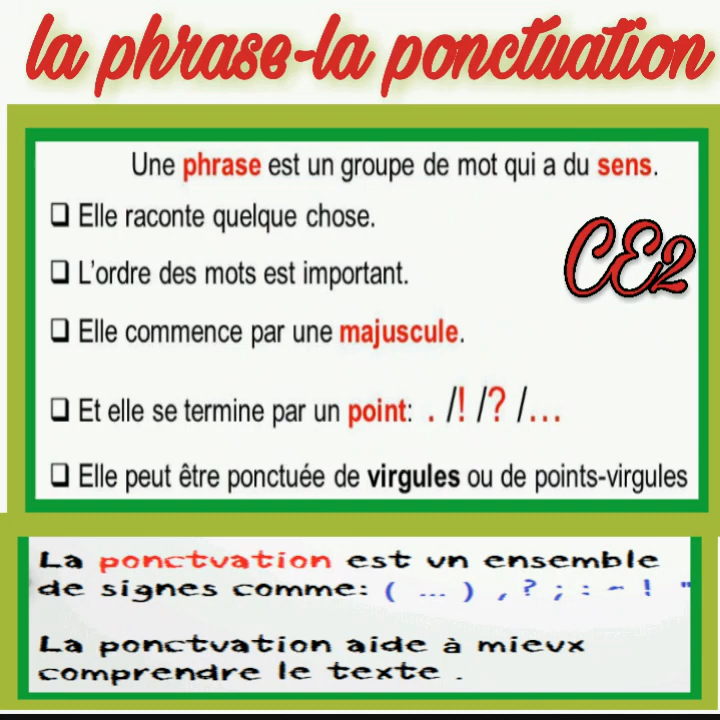 la phrase-la ponctuation
Une phrase est un groupe de mot qui a du sens.
❑ Elle raconte quelque chose.
CE2
❑ L'ordre des mots est important.
❑ Elle commence par une majuscule.
❑ Et elle se termine par un point: . /! /? /...
❑ Elle peut être ponctuée de virgules ou de points-virgules
La ponctuation est un ensemble
de signes comme: ( ... ) , ? ; : - ! "
La ponctuation aide à mieux
comprendre le texte .